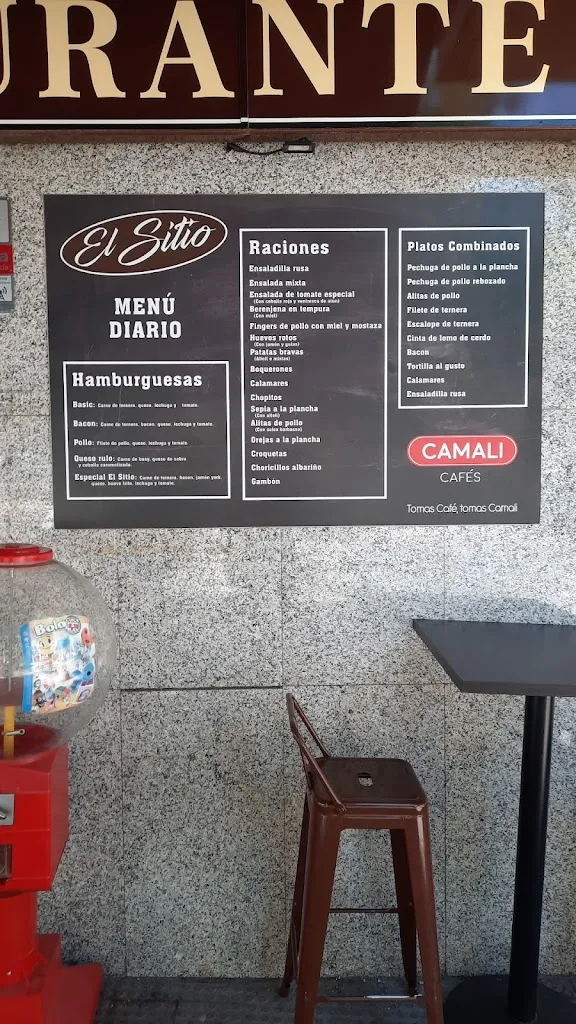 URANTE
El Sitio
MENÚ
DIARIO
Hamburguesas
Basic: Carne de ternera, queso, lechuga y tomate.
Bacon: Carne de ternera, bacon, queso, lechuga y tomate.
Pollo: Filete de pollo, queso, lechuga y tomate.
Queso rulo: Carne de buey, queso de cabra
y cebolla caramelizada.
Especial El Sitio: Carne de ternera, bacon, jamón york,
queso, huevo frito, lechuga y tomate.
Raciones
Ensaladilla rusa
Ensalada mixta
Ensalada de tomate especial
(Con cebolla roja y ventresca de atun)
Berenjena en tempura
(Con miel)
Fingers de pollo con miel y mostaza
Huevos rotos
(Con jamón y gulas)
Patatas bravas
(Alioli o mixtas)
Boquerones
Calamares
Chopitos
Sepia a la plancha
(Con alioli)
Alitas de pollo
(Con salsa barbacoa)
Orejas a la plancha
Croquetas
Choricillos albariño
Gambón
Platos Combinados
Pechuga de pollo a la plancha
Pechuga de pollo rebozado
Alitas de pollo
Filete de ternera
Escalope de ternera
Cinta de lomo de cerdo
Bacon
Tortilla al gusto
Calamares
Ensaladilla rusa
CAMALI
CAFÉS
Tomas Café, tomas Camali
Bola